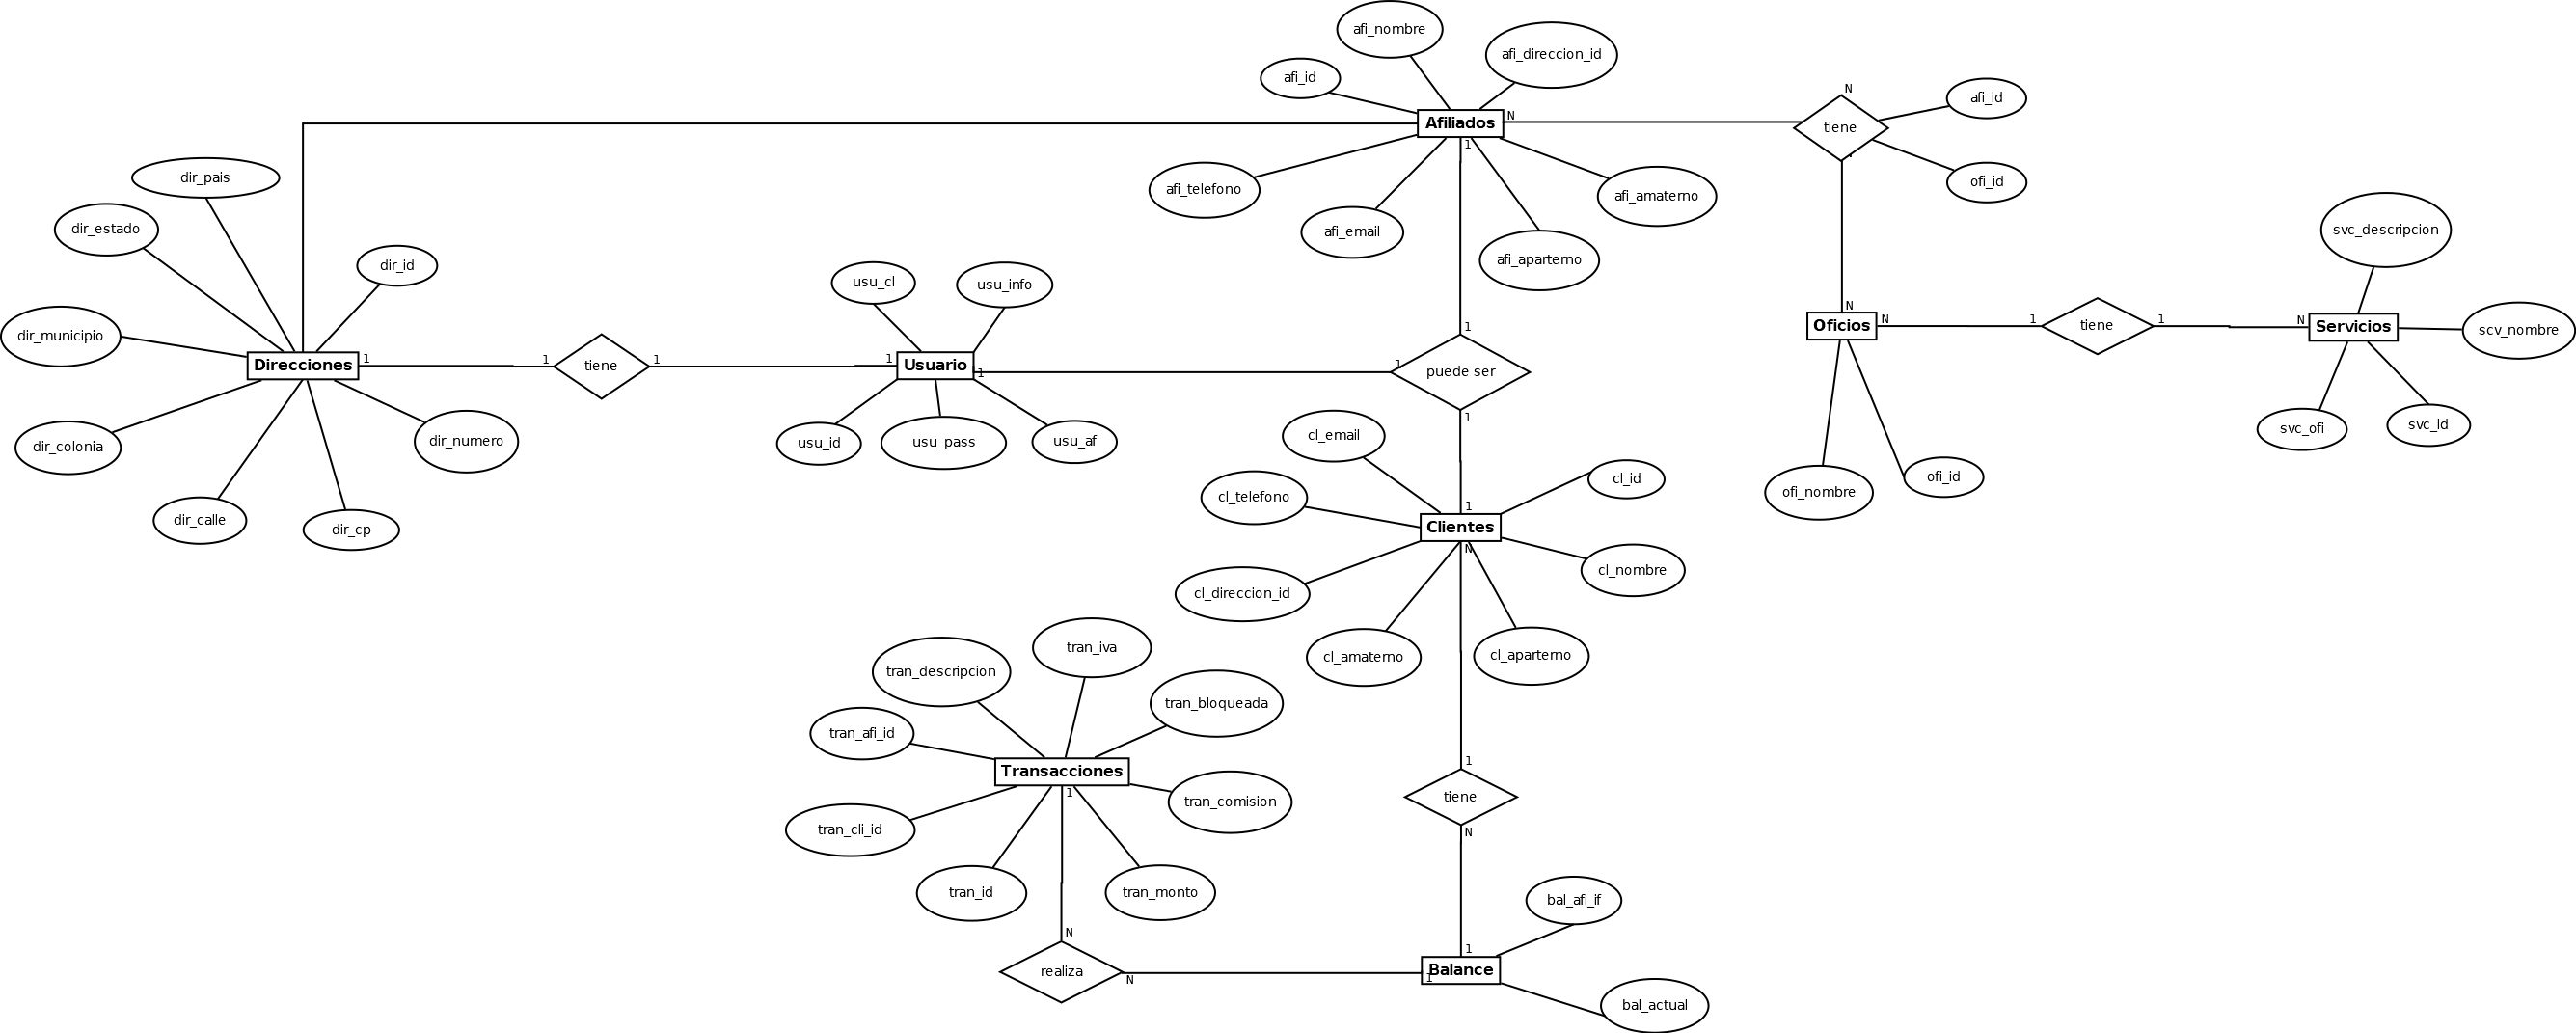 afi_nombre
afi_direccion_id
afi_id
N
afi_id
Afiliados
N
tiene
1
dir_pais
afi_telefono
afi_amaterno
ofi_id
dir_estado
afi_email
afi_aparterno
svc_descripcion
dir_id
usu_cl
usu_info
dir_municipio
1
N
Oficios
N
1
tiene
1
N
Servicios
scv_nombre
Direcciones
1
1
tiene
1
1
Usuario
1
1
puede ser
1
dir_colonia
dir_numero
usu_id
usu_pass
usu_af
cl_email
svc_ofi
svc_id
cl_telefono
cl_id
ofi_nombre
ofi_id
dir_calle
dir_cp
1
Clientes
N
cl_direccion_id
cl_nombre
cl_amaterno
cl_aparterno
tran_descripcion
tran_iva
tran_bloqueada
tran_afi_id
Transacciones
1
1
tiene
N
tran_cli_id
tran_comision
tran_id
tran_monto
bal_afi_if
N
realiza
N
1
Balance
1
bal_actual